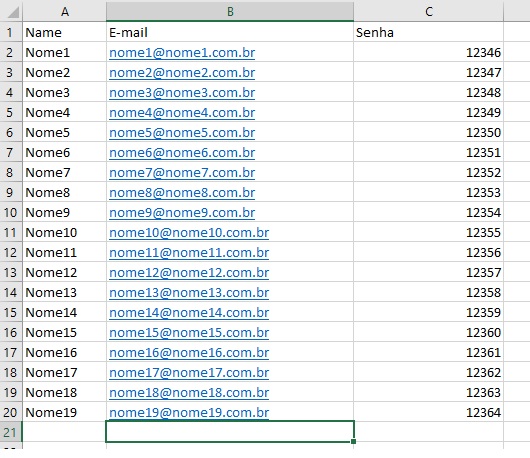 A B C
1 Name E-mail Senha
2 Nome1 nome1@nome1.com.br 12346
3 Nome2 nome2@nome2.com.br 12347
4 Nome3 nome3@nome3.com.br 12348
5 Nome4 nome4@nome4.com.br 12349
6 Nome5 nome5@nome5.com.br 12350
7 Nome6 nome6@nome6.com.br 12351
8 Nome7 nome7@nome7.com.br 12352
9 Nome8 nome8@nome8.com.br 12353
10 Nome9 nome9@nome9.com.br 12354
11 Nome10 nome10@nome10.com.br 12355
12 Nome11 nome11@nome11.com.br 12356
13 Nome12 nome12@nome12.com.br 12357
14 Nome13 nome13@nome13.com.br 12358
15 Nome14 nome14@nome14.com.br 12359
16 Nome15 nome15@nome15.com.br 12360
17 Nome16 nome16@nome16.com.br 12361
18 Nome17 nome17@nome17.com.br 12362
19 Nome18 nome18@nome18.com.br 12363
20 Nome19 nome19@nome19.com.br 12364
21